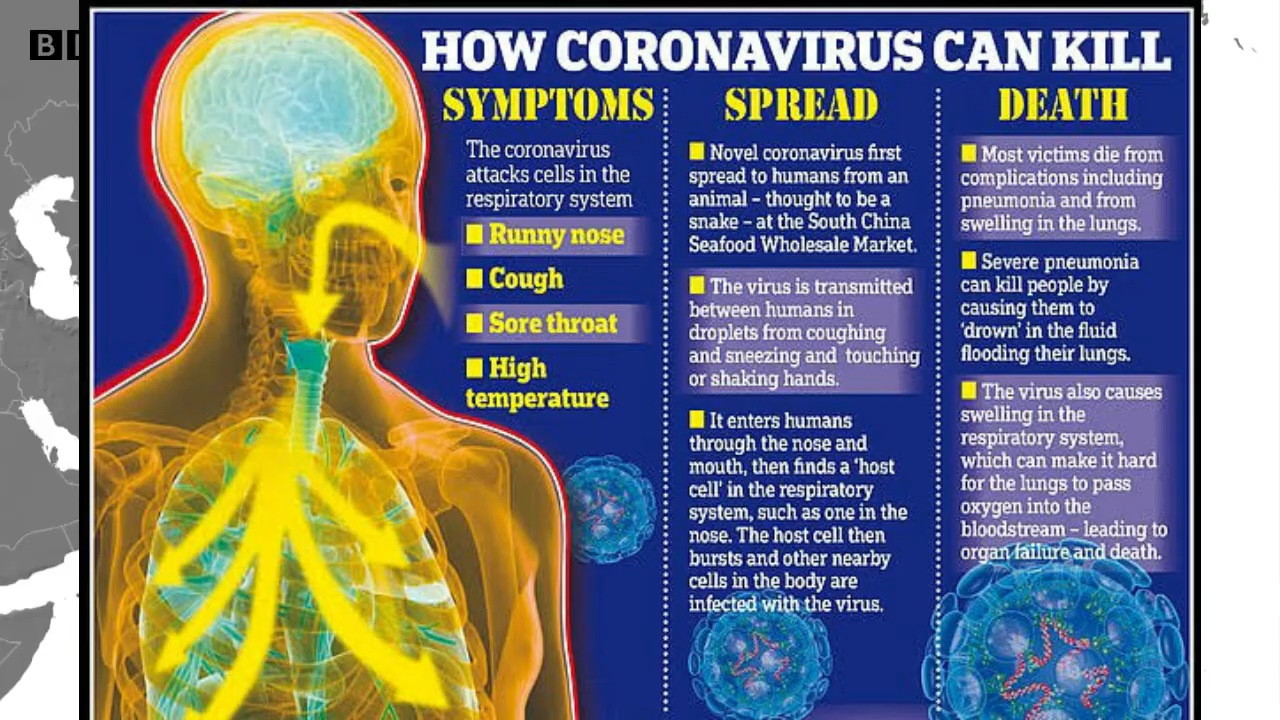 B
HOW CORONAVIRUS CAN KILL
SYMPTOMS
The coronavirus
attacks cells in the
respiratory system
Runny nose
Cough
Sore throat
High
temperature
SPREAD
Novel coronavirus first
spread to humans from an
animal – thought to be a
snake – at the South China
Seafood Wholesale Market.
The virus is transmitted
between humans in
droplets from coughing
and sneezing and touching
or shaking hands.
It enters humans
through the nose and
mouth, then finds a ‘host
cell’ in the respiratory
system, such as one in the
nose. The host cell then
bursts and other nearby
cells in the body are
infected with the virus.
DEATH
Most victims die from
complications including
pneumonia and from
swelling in the lungs.
Severe pneumonia
can kill people by
causing them to
‘drown’ in the fluid
flooding their lungs.
The virus also causes
swelling in the
respiratory system,
which can make it hard
for the lungs to pass
oxygen into the
bloodstream – leading to
organ failure and death.